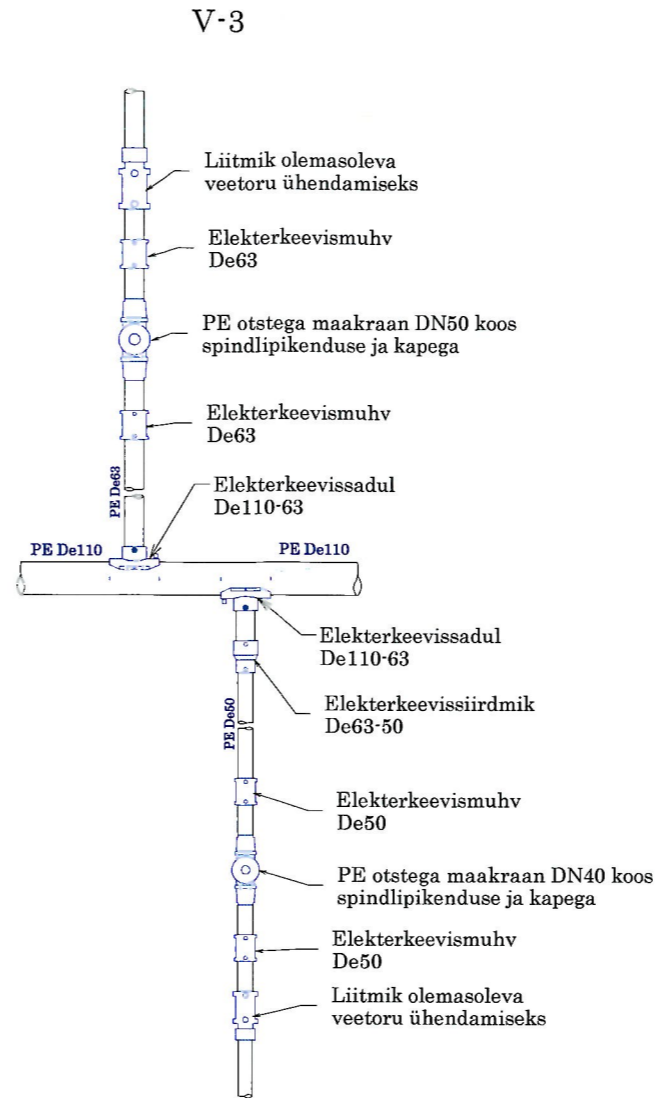 V-3
Liitmik olemasoleva
veetoru ühendamiseks
Elekterkeevismuhv
De63
PE otstega maakraan DN50 koos
spindlipikenduse ja kapega
Elekterkeevismuhv
De63
PE De63
Elekterkeevissadul
De110-63
PE De110
PE De110
Elekterkeevissadul
De110-63
Elekterkeevissiirdmik
De63-50
PE De50
Elekterkeevismuhv
De50
PE otstega maakraan DN40 koos
spindlipikenduse ja kapega
Elekterkeevismuhv
De50
Liitmik olemasoleva
veetoru ühendamiseks